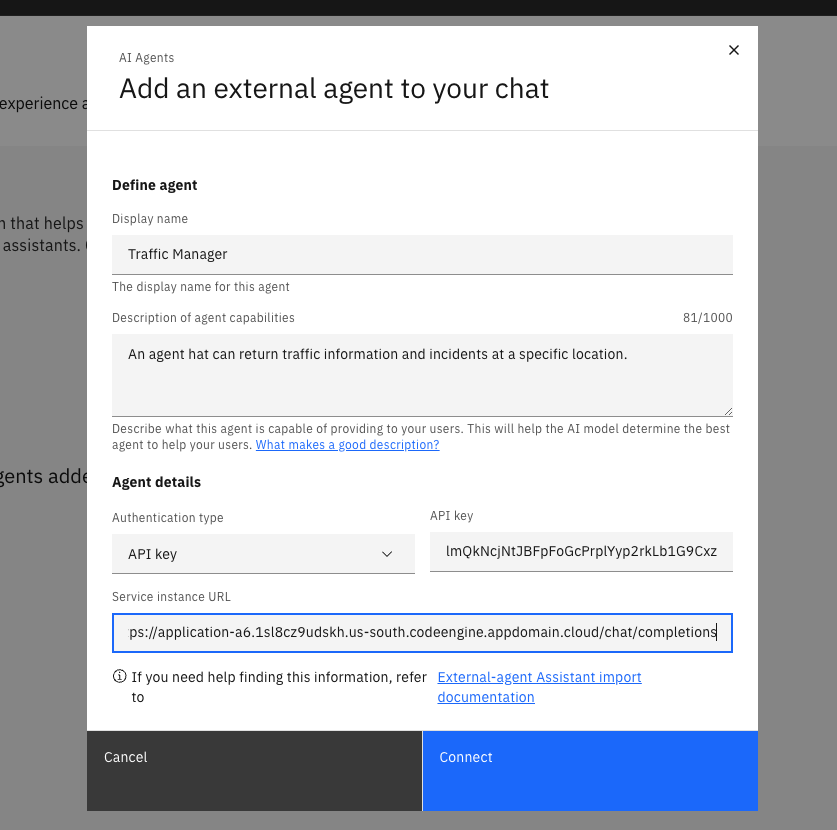 AI Agents
Add an external agent to your chat
experience a
Define agent
Display name
n that helps
Traffic Manager
assistants.
The display name for this agent
Description of agent capabilities 81/1000
An agent hat can return traffic information and incidents at a specific location.
Describe what this agent is capable of providing to your users. This will help the AI model determine the best
agent to help your users. What makes a good description?
gents adde
Agent details
Authentication type API key
API key lmQkNcjNtJBFpFoGcPrplYyp2rkLb1G9Cxz
Service instance URL
ps://application-a6.1sl8cz9udskh.us-south.codeengine.appdomain.cloud/chat/completions
If you need help finding this information, refer External-agent Assistant import
to documentation
Cancel Connect